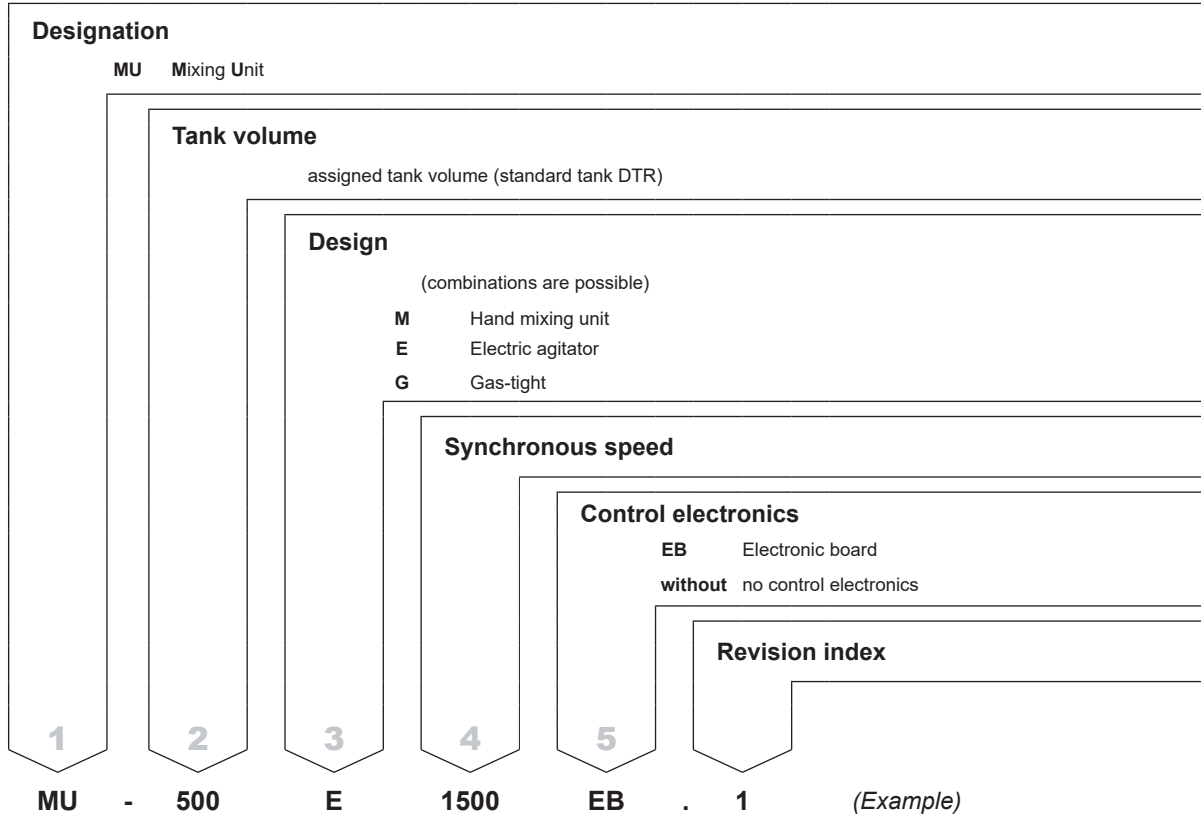 Designation
MU Mixing Unit
Tank volume
assigned tank volume (standard tank DTR)
Design
(combinations are possible)
M Hand mixing unit
E Electric agitator
G Gas-tight
Synchronous speed
Control electronics
EB Electronic board
without no control electronics
Revision index
1 2 3 4 5
MU - 500 E 1500 EB . 1 (Example)